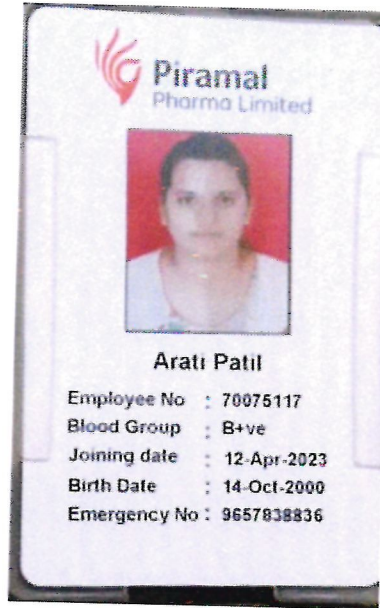 Piramal
Pharma Limited
Arati Patil
Employee No : 70075117
Blood Group : B+ve
Joining date : 12-Apr-2023
Birth Date : 14-Oct-2000
Emergency No : 9657838836